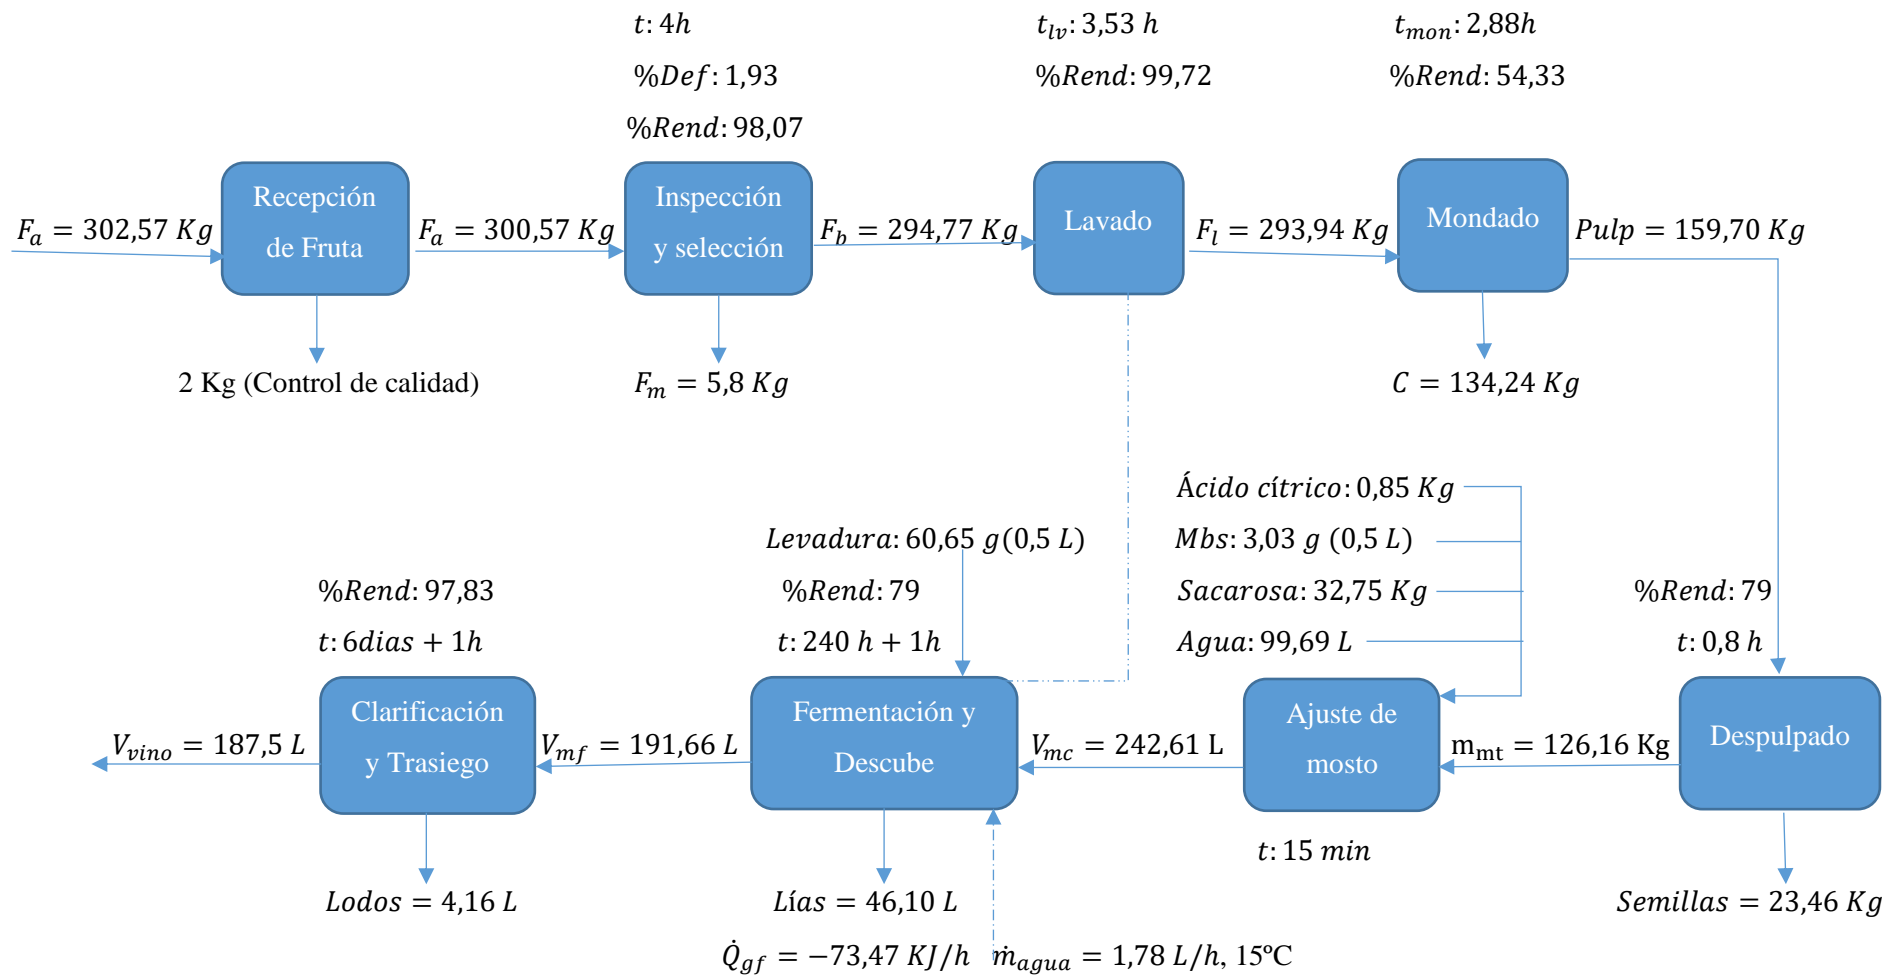 t: 4h
%Def: 1,93
%Rend: 98,07
t_lv: 3,53 h
%Rend: 99,72
t_mon: 2,88h
%Rend: 54,33
F_a = 302,57 Kg
Recepción
de Fruta
F_a = 300,57 Kg
Inspección
y selección
F_b = 294,77 Kg
Lavado
F_l = 293,94 Kg
Mondado
Pulp = 159,70 Kg
2 Kg (Control de calidad)
F_m = 5,8 Kg
C = 134,24 Kg
Ácido cítrico: 0,85 Kg
Mbs: 3,03 g (0,5 L)
Sacarosa: 32,75 Kg
Agua: 99,69 L
Levadura: 60,65 g(0,5 L)
%Rend: 97,83
t: 6dias + 1h
%Rend: 79
t: 240 h + 1h
%Rend: 79
t: 0,8 h
V_vino = 187,5 L
Clarificación
y Trasiego
V_mf = 191,66 L
Fermentación y
Descube
V_mc = 242,61 L
Ajuste de
mosto
m_mt = 126,16 Kg
Despulpado
t: 15 min
Lodos = 4,16 L
Lías = 46,10 L
Semillas = 23,46 Kg
Q̇_gf = −73,47 KJ/h
ṁ_agua = 1,78 L/h, 15ºC